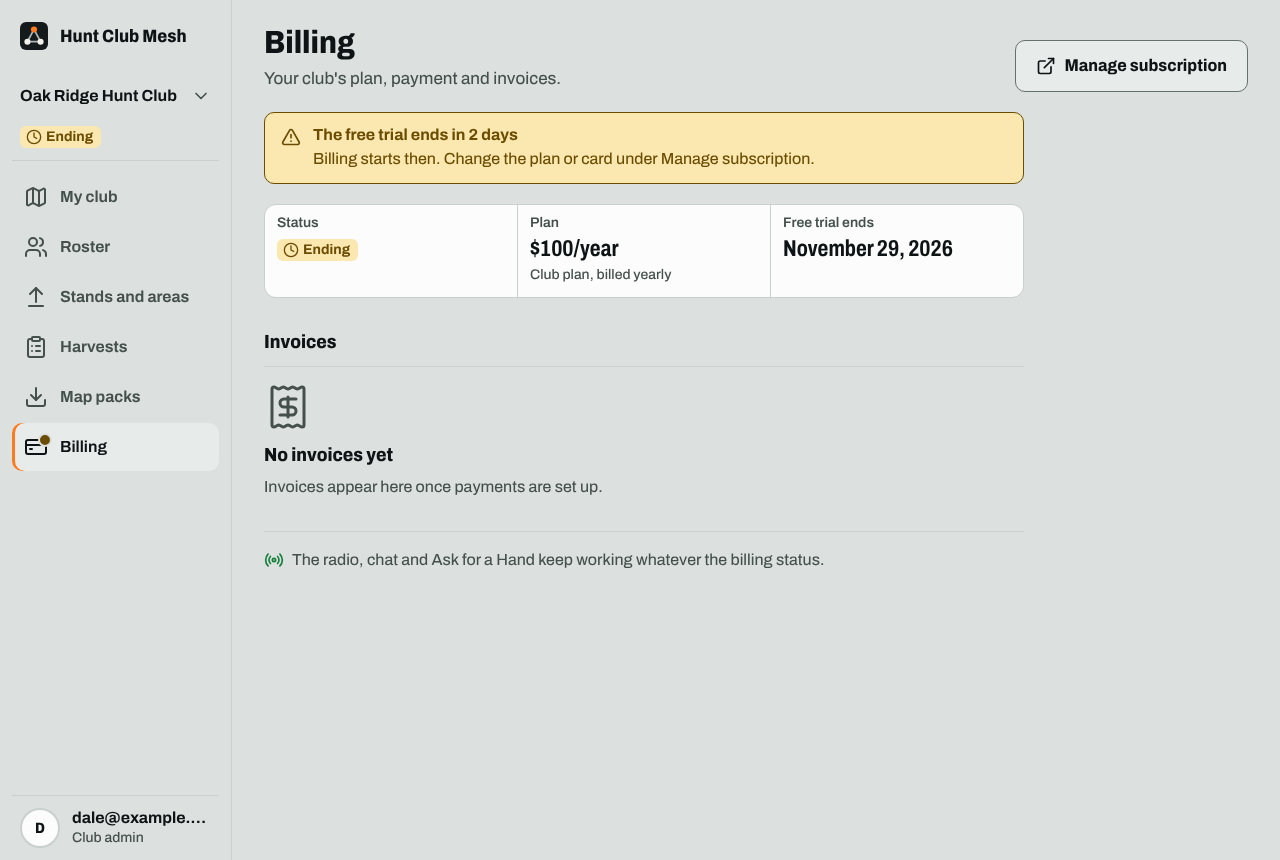 Hunt Club Mesh
Oak Ridge Hunt Club
Ending
My club
Roster
Stands and areas
Harvests
Map packs
Billing
dale@example.…
D
Club admin
Billing
Your club's plan, payment and invoices.
Manage subscription
The free trial ends in 2 days
Billing starts then. Change the plan or card under Manage subscription.
Status
Ending
Plan
$100/year
Club plan, billed yearly
Free trial ends
November 29, 2026
Invoices
No invoices yet
Invoices appear here once payments are set up.
The radio, chat and Ask for a Hand keep working whatever the billing status.